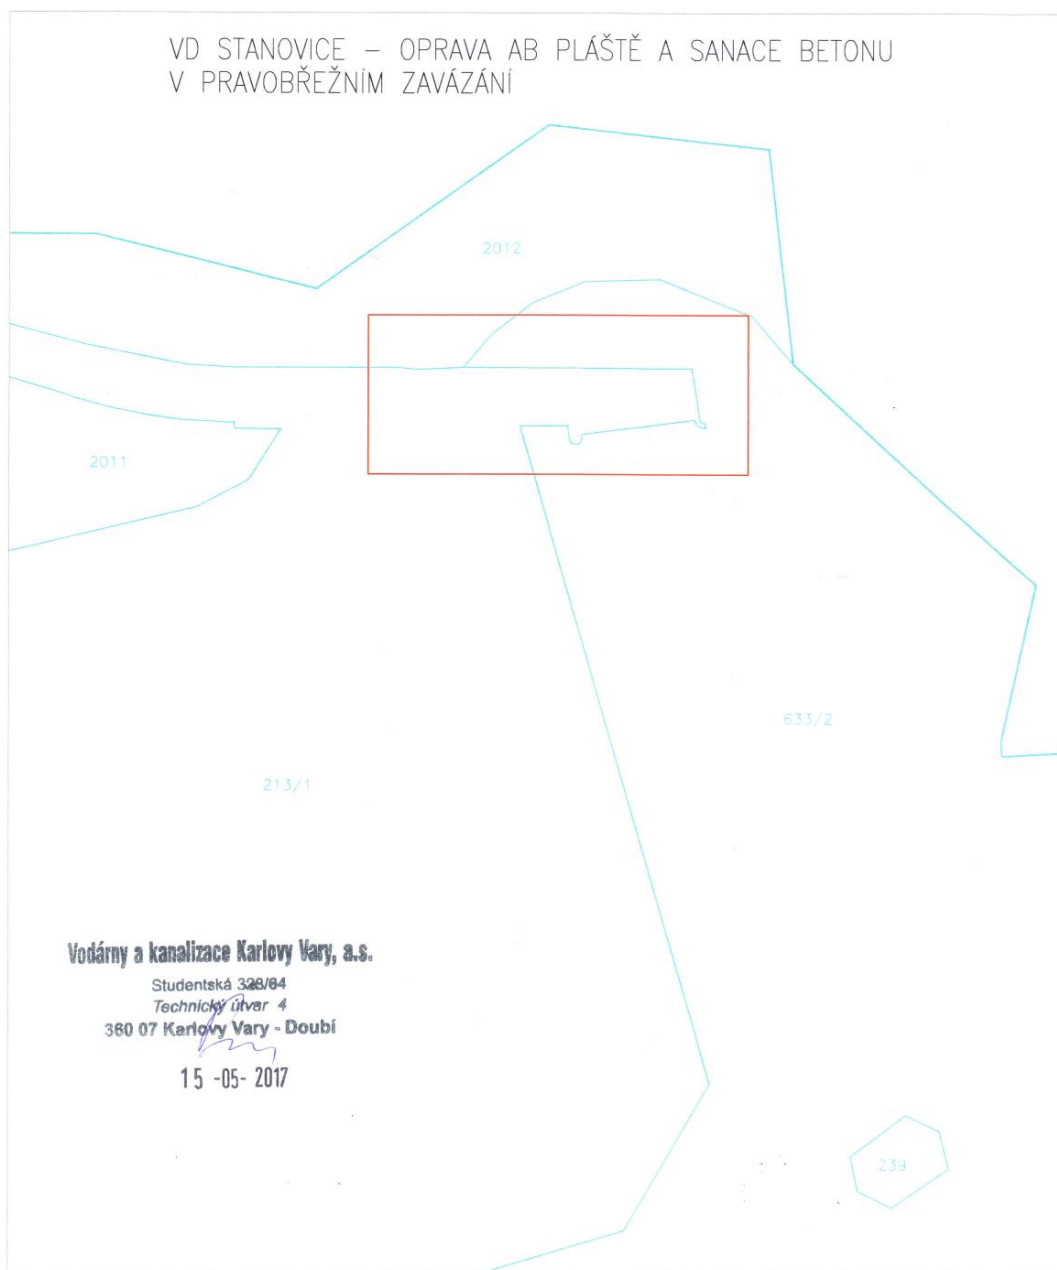 VD STANOVICE – OPRAVA AB PLÁŠTĚ A SANACE BETONU
V PRAVOBŘEŽNÍM ZAVÁZÁNÍ
2012
2011
633/2
213/1
Vodárny a kanalizace Karlovy Vary, a.s.
Studentská 328/64
Technický útvar 4
360 07 Karlovy Vary - Doubí
15 -05- 2017
239